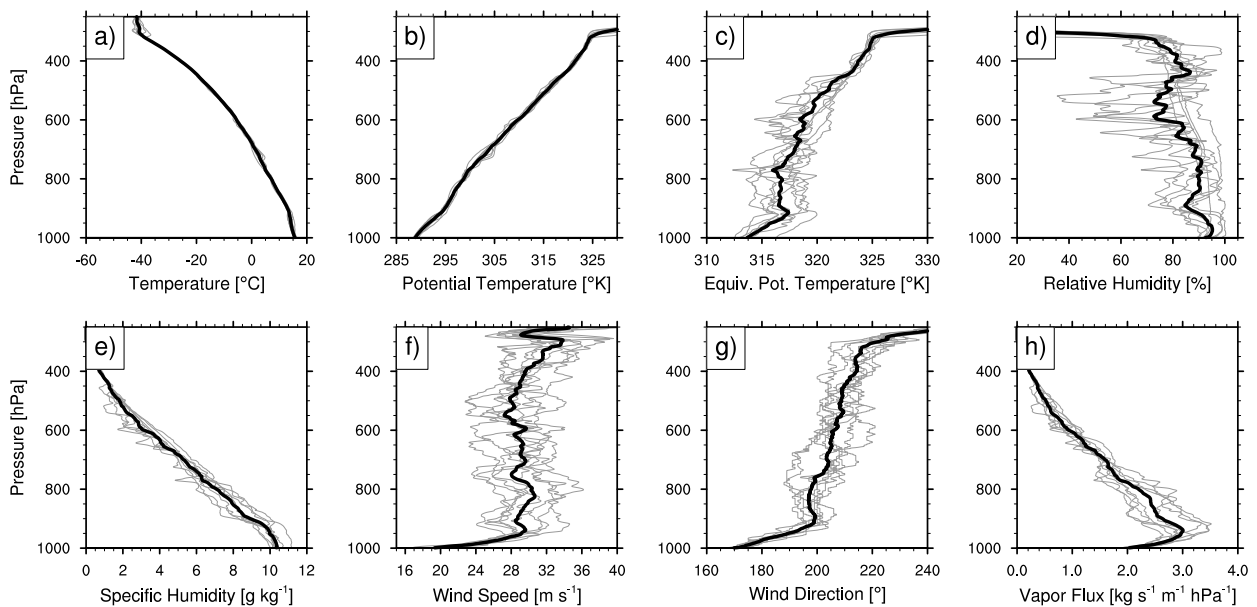 a) b) c) d)
Pressure [hPa]
400
600
800
1000
-60 -40 -20 0 20
Temperature [°C]
285 295 305 315 325
Potential Temperature [°K]
310 315 320 325 330
Equiv. Pot. Temperature [°K]
20 40 60 80 100
Relative Humidity [%]
e) f) g) h)
Pressure [hPa]
400
600
800
1000
0 2 4 6 8 10 12
Specific Humidity [g kg-1]
16 20 24 28 32 36 40
Wind Speed [m s-1]
160 180 200 220 240
Wind Direction [°]
0.0 1.0 2.0 3.0 4.0
Vapor Flux [kg s-1 m-1 hPa-1]